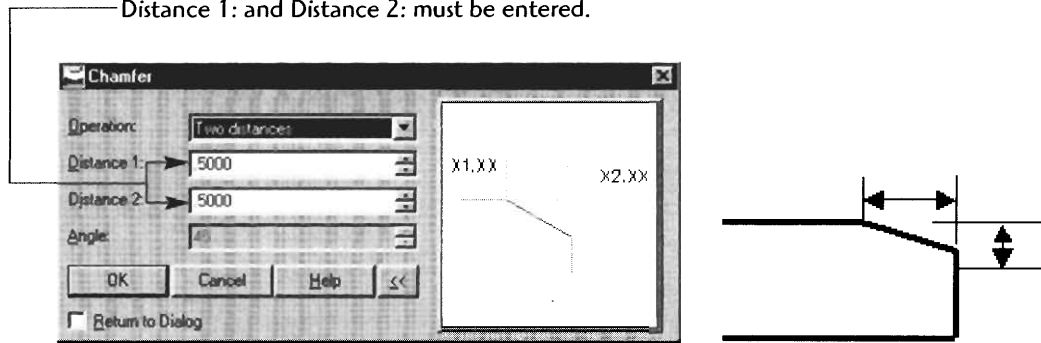 Distance 1: and Distance 2: must be entered.
Chamfer
Operation: Two distances
Distance 1: .5000
Distance 2: .5000
Angle: 45
OK Cancel Help <<
Return to Dialog
X1.XX
X2.XX